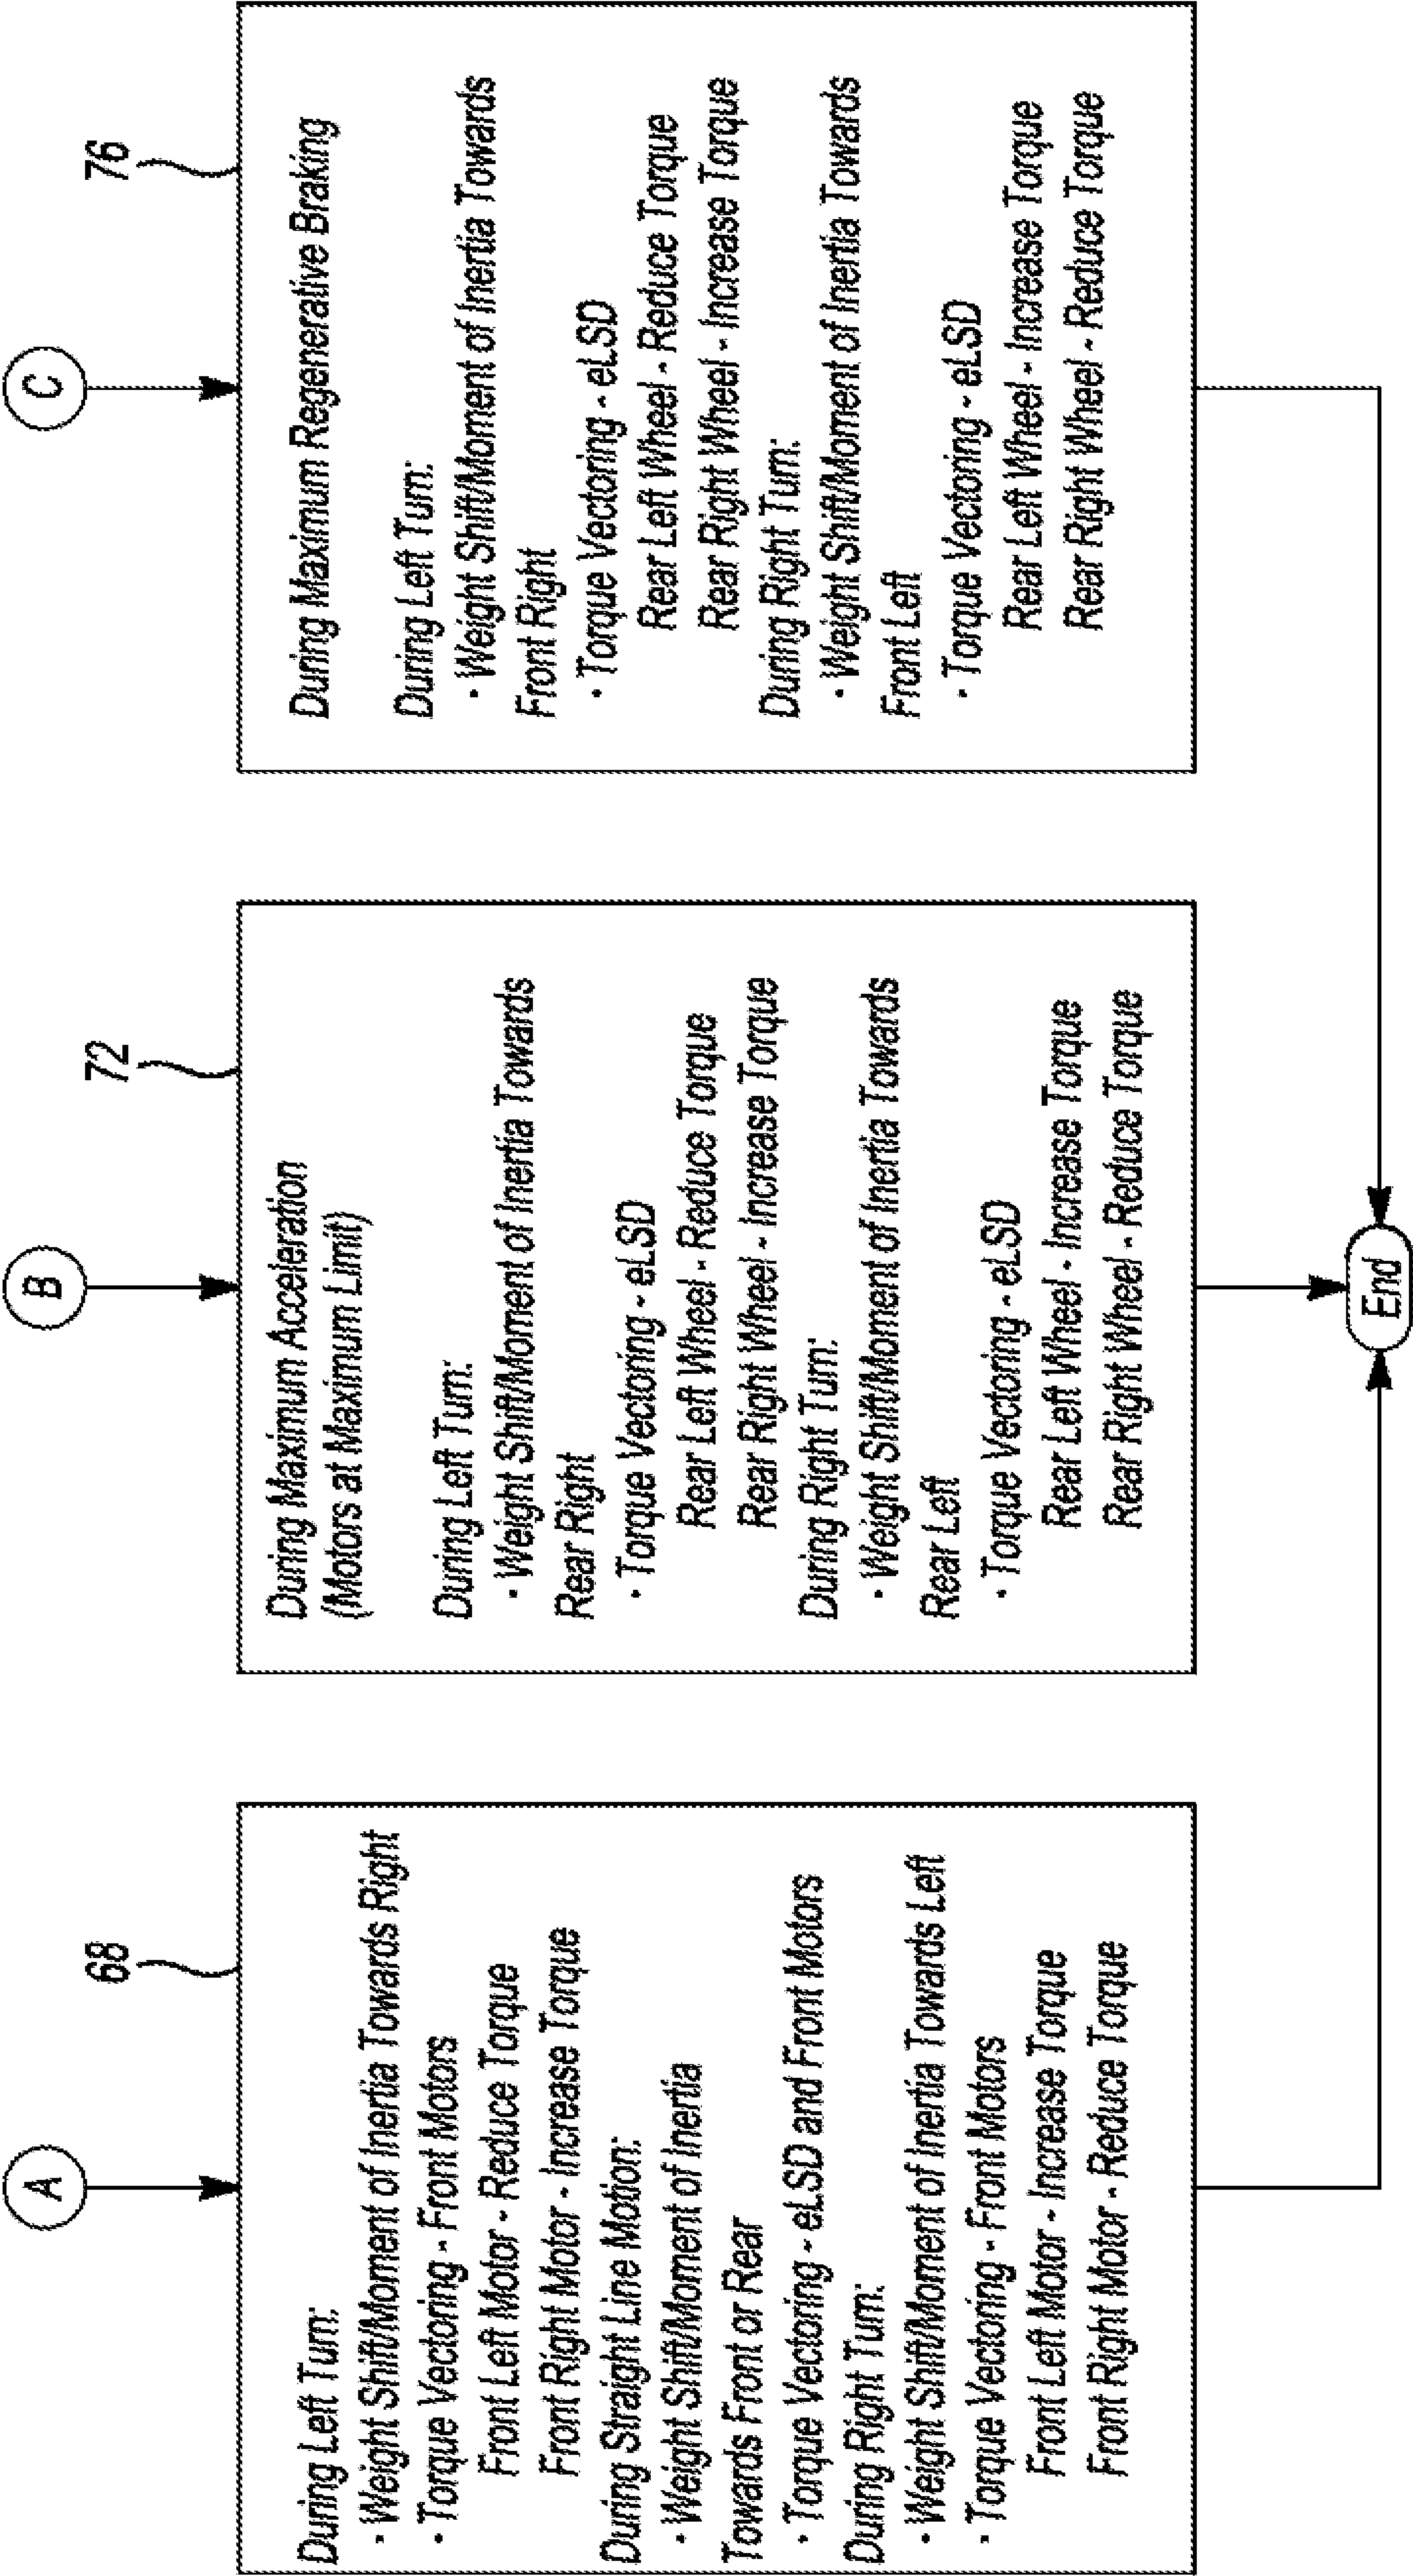 A
68
During Left Turn:
· Weight Shift/Moment of Inertia Towards Right
· Torque Vectoring - Front Motors
Front Left Motor - Reduce Torque
Front Right Motor - Increase Torque
During Straight Line Motion:
· Weight Shift/Moment of Inertia
Towards Front or Rear
· Torque Vectoring - eLSD and Front Motors
During Right Turn:
· Weight Shift/Moment of Inertia Towards Left
· Torque Vectoring - Front Motors
Front Left Motor - Increase Torque
Front Right Motor - Reduce Torque
B
72
During Maximum Acceleration
(Motors at Maximum Limit)
During Left Turn:
· Weight Shift/Moment of Inertia Towards
Rear Right
· Torque Vectoring - eLSD
Rear Left Wheel - Reduce Torque
Rear Right Wheel - Increase Torque
During Right Turn:
· Weight Shift/Moment of Inertia Towards
Rear Left
· Torque Vectoring - eLSD
Rear Left Wheel - Increase Torque
Rear Right Wheel - Reduce Torque
C
76
During Maximum Regenerative Braking
During Left Turn:
· Weight Shift/Moment of Inertia Towards
Front Right
· Torque Vectoring - eLSD
Rear Left Wheel - Reduce Torque
Rear Right Wheel - Increase Torque
During Right Turn:
· Weight Shift/Moment of Inertia Towards
Front Left
· Torque Vectoring - eLSD
Rear Left Wheel - Increase Torque
Rear Right Wheel - Reduce Torque
End